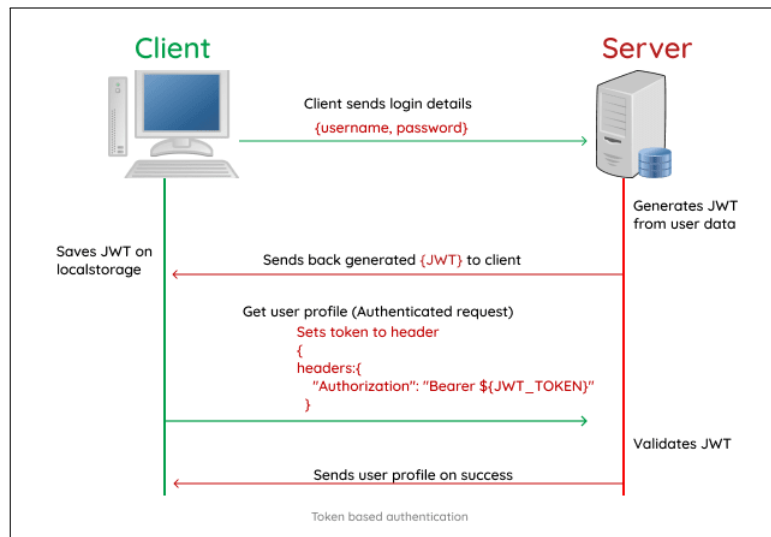 Client
Server
Client sends login details
{username, password}
Generates JWT
from user data
Saves JWT on
localstorage
Sends back generated {JWT} to client
Get user profile (Authenticated request)
Sets token to header
{
headers:{
"Authorization": "Bearer ${JWT_TOKEN}"
}
Validates JWT
Sends user profile on success
Token based authentication